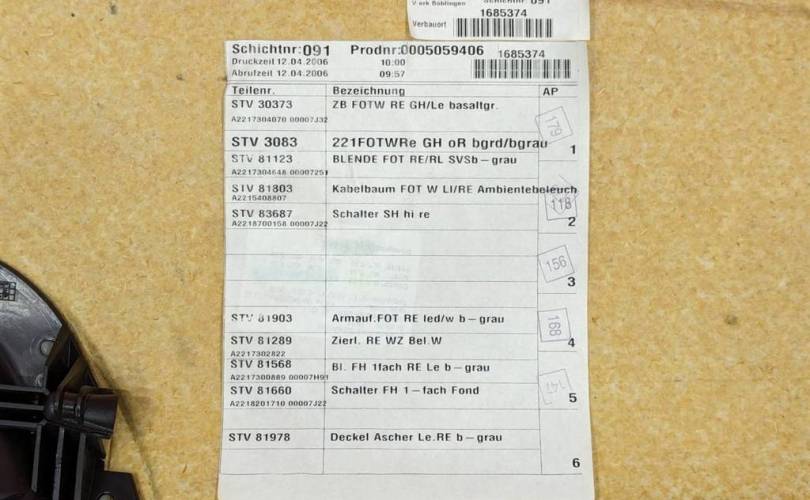 Schichtnr. 091
1685374
Verbauort
Schichtnr:091 Prodnr:0005059406 1685374
Druckzeit 12.04.2006 10:00
Abrufzeit 12.04.2006 09:57
Teilenr. Bezeichnung AP
STV 30373 ZB FOTW RE GH/Le basaltgr.
A2217304070 00007J32
179
STV 3083 221FOTWRe GH oR bgrd/bgrau 1
STV 81123 BLENDE FOT RE/RL SVSb-grau
A2217304648 00007251
STV 81803 Kabelbaum FOT W LI/RE Ambientebeleuch
A2215408807
118
STV 83687 Schalter SH hi re 2
A2218700158 00007J22
156
3
STV 81903 Armauf.FOT RE led/w b-grau
168
STV 81289 Zierl. RE WZ Bel.W 4
A2217302822
STV 81568 Bl. FH 1fach RE Le b-grau
A2217300889 00007H91
STV 81660 Schalter FH 1-fach Fond
147
A2218201710 00007J22 5
STV 81978 Deckel Ascher Le.RE b-grau
6